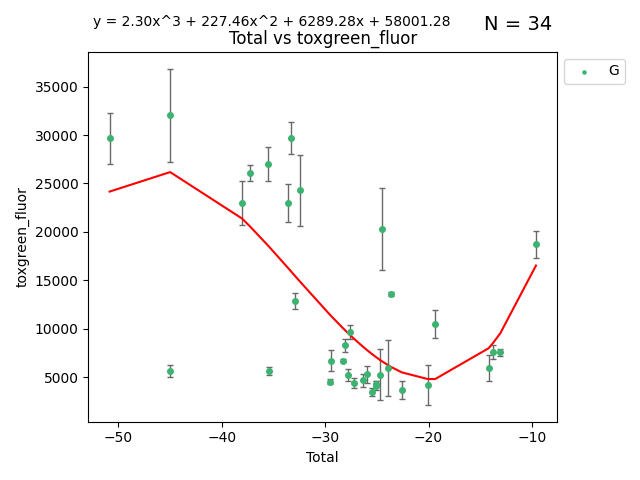 y = 2.30x^3 + 227.46x^2 + 6289.28x + 58001.28
N = 34
Total vs toxgreen_fluor
G
35000
30000
25000
20000
15000
10000
5000
toxgreen_fluor
−50
−40
−30
−20
−10
Total